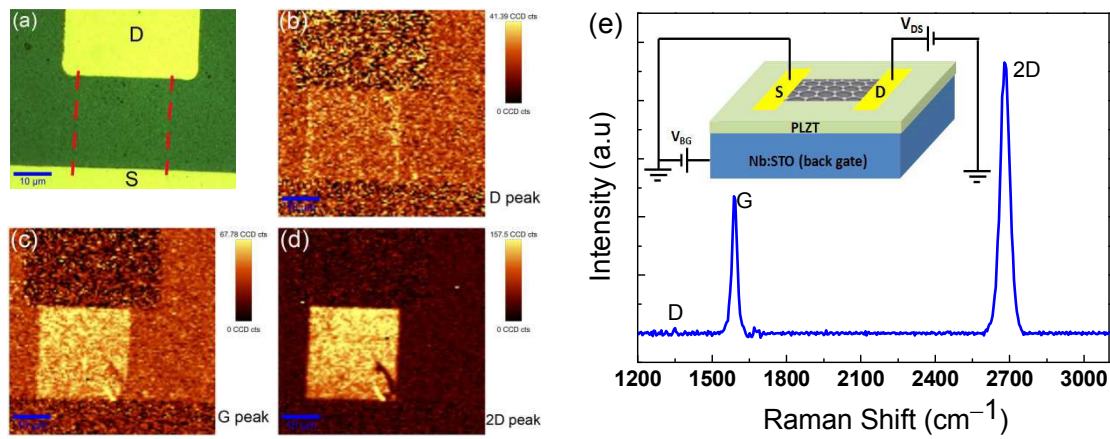 (a)
D
S
10 µm
(b)
41.39 CCD cts
0 CCD cts
D peak
(c)
67.78 CCD cts
0 CCD cts
10 µm
G peak
(d)
157.5 CCD cts
0 CCD cts
10 µm
2D peak
(e)
V_DS
S
D
PLZT
V_BG
Nb:STO (back gate)
2D
G
D
Intensity (a.u)
1200 1500 1800 2100 2400 2700 3000
Raman Shift (cm⁻¹)